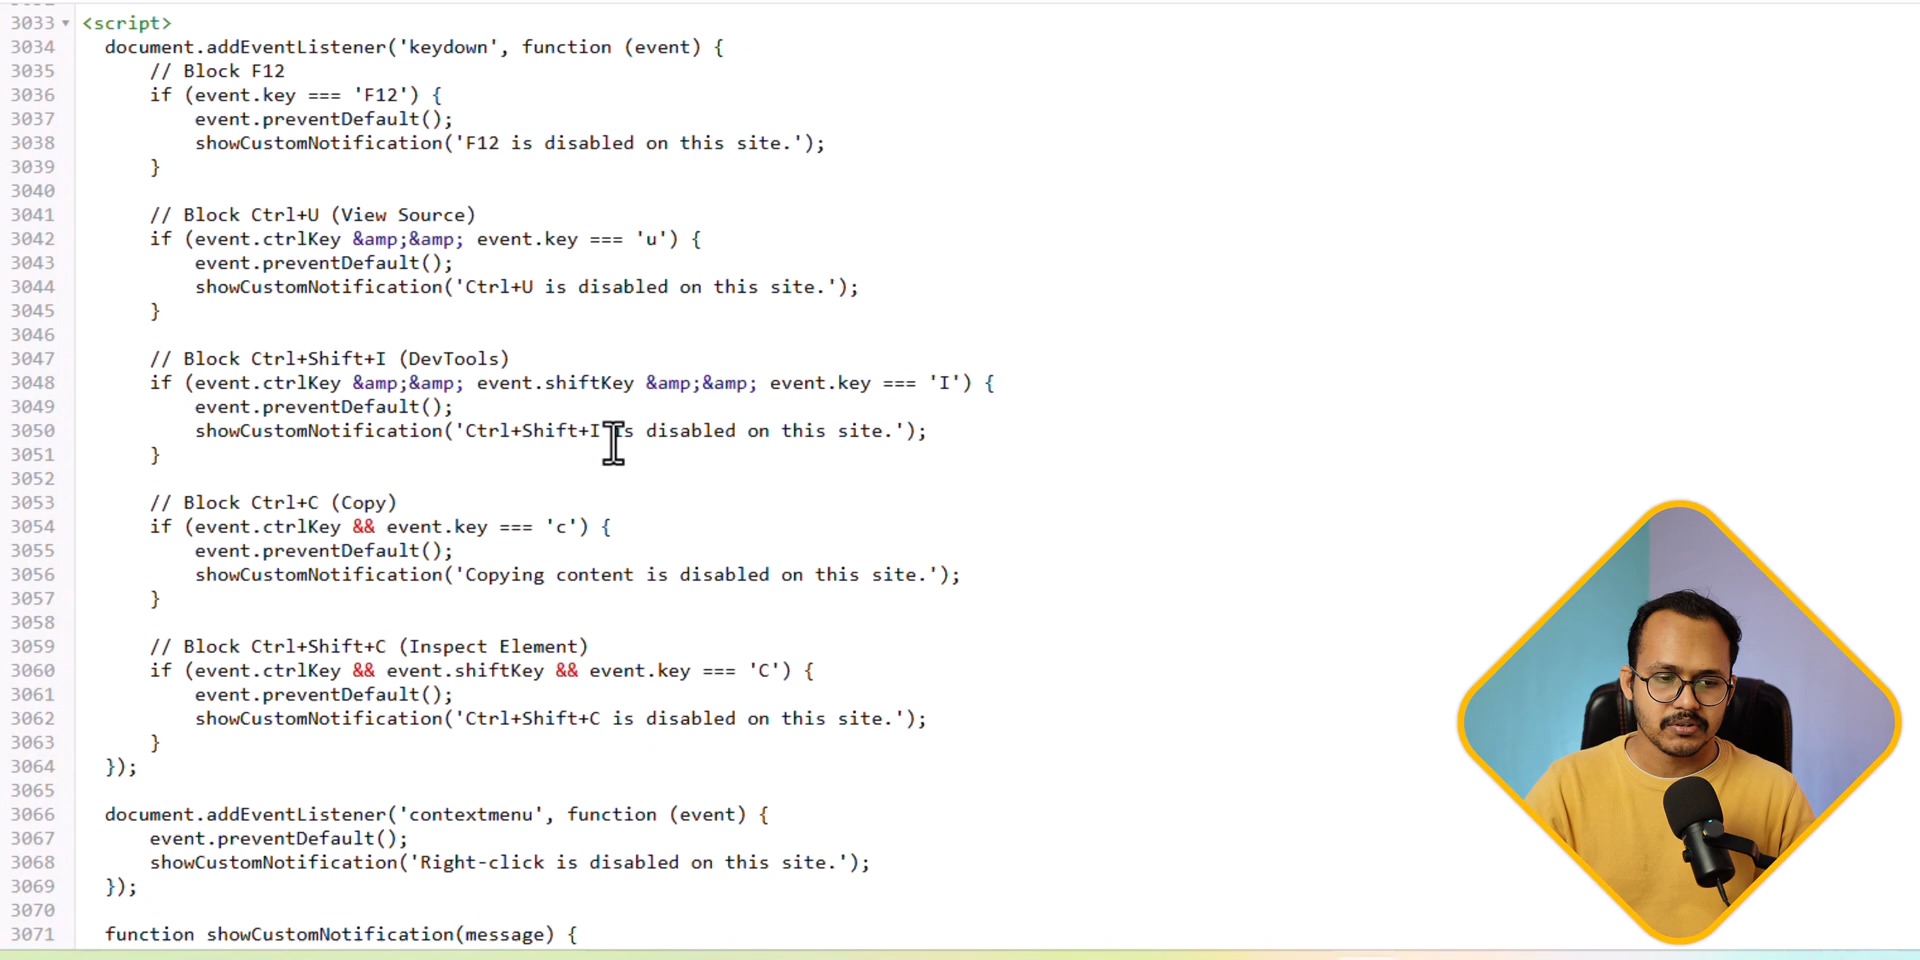 3033 <script>
3034 document.addEventListener('keydown', function (event) {
3035 // Block F12
3036 if (event.key === 'F12') {
3037 event.preventDefault();
3038 showCustomNotification('F12 is disabled on this site.');
3039 }
3040
3041 // Block Ctrl+U (View Source)
3042 if (event.ctrlKey &amp;&amp; event.key === 'u') {
3043 event.preventDefault();
3044 showCustomNotification('Ctrl+U is disabled on this site.');
3045 }
3046
3047 // Block Ctrl+Shift+I (DevTools)
3048 if (event.ctrlKey &amp;&amp; event.shiftKey &amp;&amp; event.key === 'I') {
3049 event.preventDefault();
3050 showCustomNotification('Ctrl+Shift+I is disabled on this site.');
3051 }
3052
3053 // Block Ctrl+C (Copy)
3054 if (event.ctrlKey && event.key === 'c') {
3055 event.preventDefault();
3056 showCustomNotification('Copying content is disabled on this site.');
3057 }
3058
3059 // Block Ctrl+Shift+C (Inspect Element)
3060 if (event.ctrlKey && event.shiftKey && event.key === 'C') {
3061 event.preventDefault();
3062 showCustomNotification('Ctrl+Shift+C is disabled on this site.');
3063 }
3064 });
3065
3066 document.addEventListener('contextmenu', function (event) {
3067 event.preventDefault();
3068 showCustomNotification('Right-click is disabled on this site.');
3069 });
3070
3071 function showCustomNotification(message) {